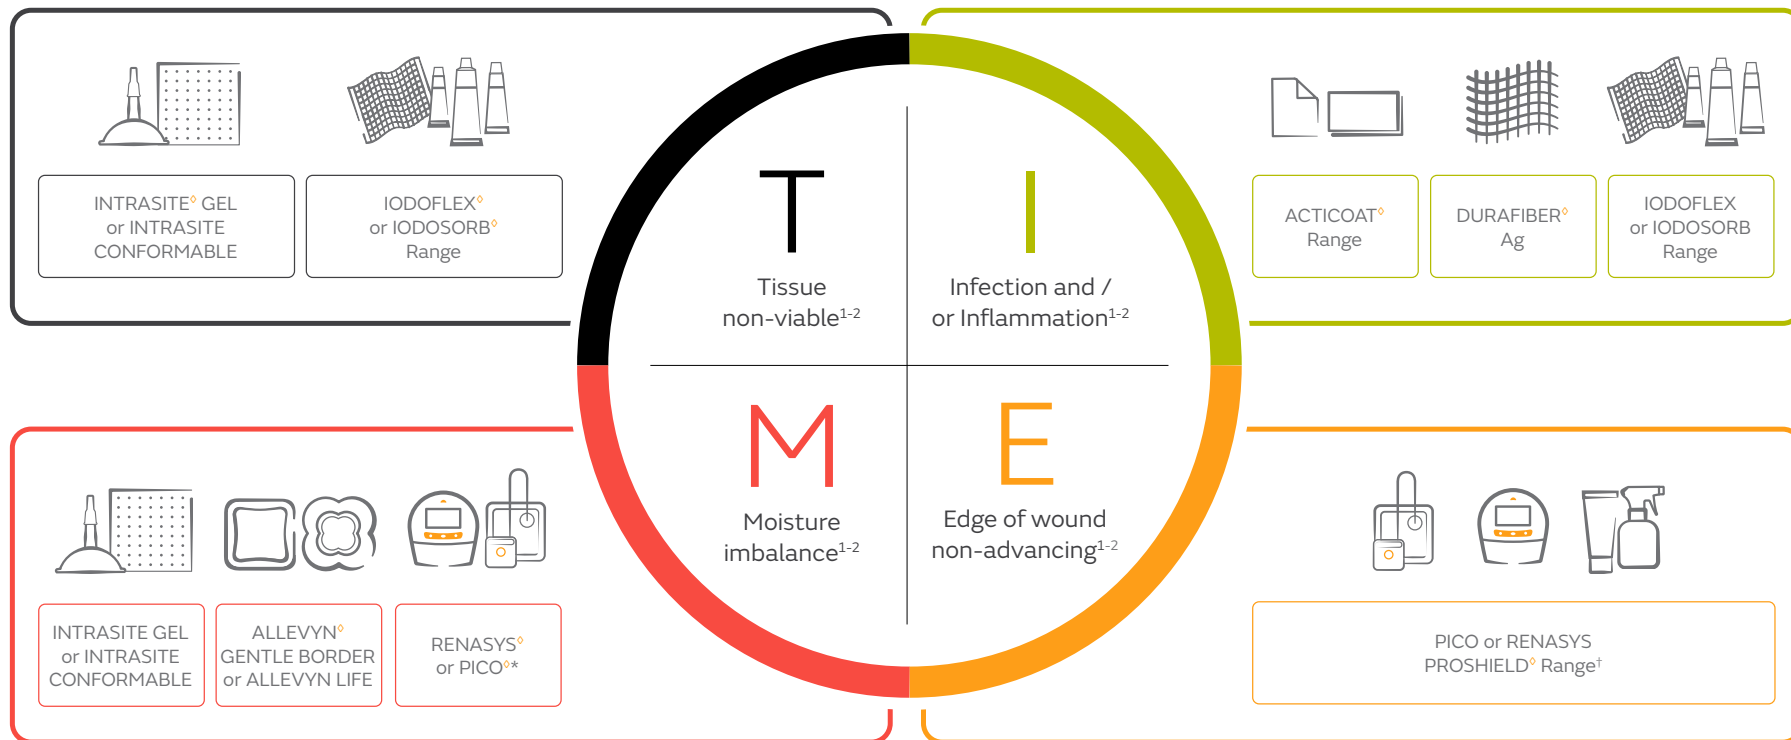 INTRASITE◊ GEL
or INTRASITE
CONFORMABLE
IODOFLEX◊
or IODOSORB◊
Range
T
Tissue
non-viable¹⁻²
I
Infection and /
or Inflammation¹⁻²
ACTICOAT◊
Range
DURAFIBER◊
Ag
IODOFLEX
or IODOSORB
Range
INTRASITE GEL
or INTRASITE
CONFORMABLE
ALLEVYN◊
GENTLE BORDER
or ALLEVYN LIFE
RENASYS◊
or PICO◊*
M
Moisture
imbalance¹⁻²
E
Edge of wound
non-advancing¹⁻²
PICO or RENASYS
PROSHIELD◊ Range†